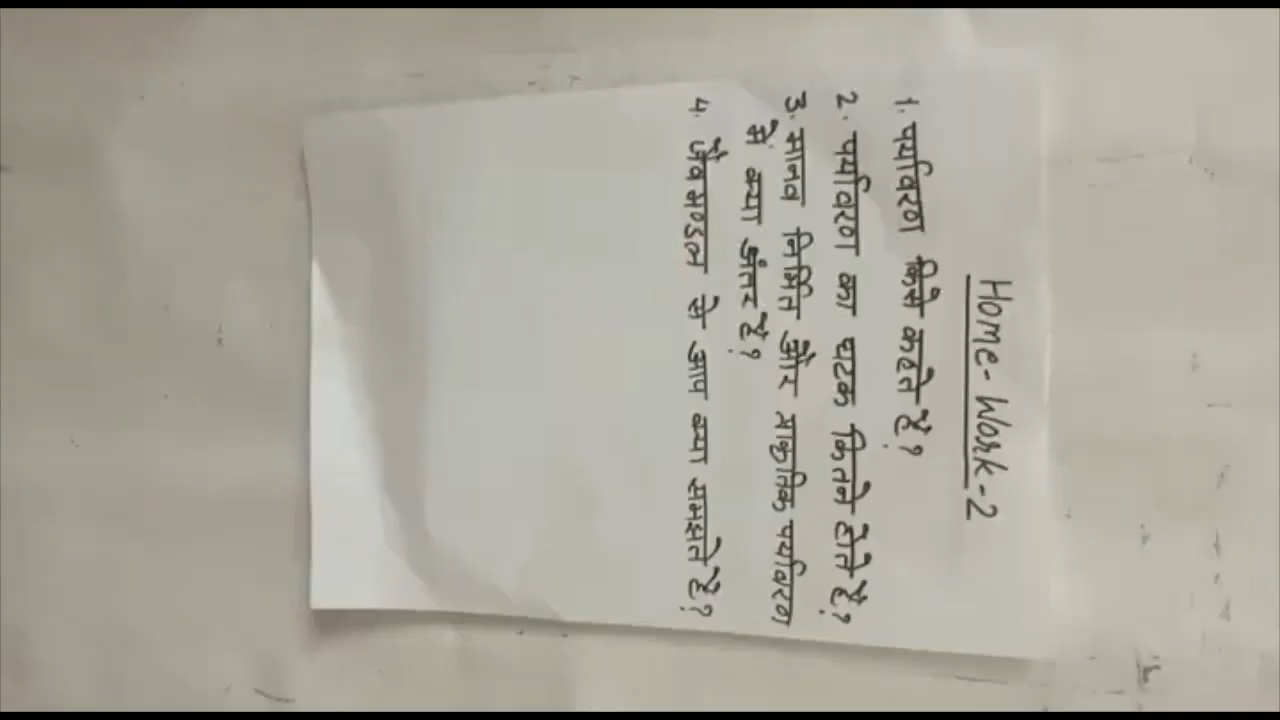 Home-Work-2
1. पर्यावरण किसे कहते हैं?
2. पर्यावरण का घटक कितने होते हैं?
3. मानव निर्मित और प्राकृतिक पर्यावरण
में क्या अंतर है?
4. जैवमण्डल से आप क्या समझते हैं?